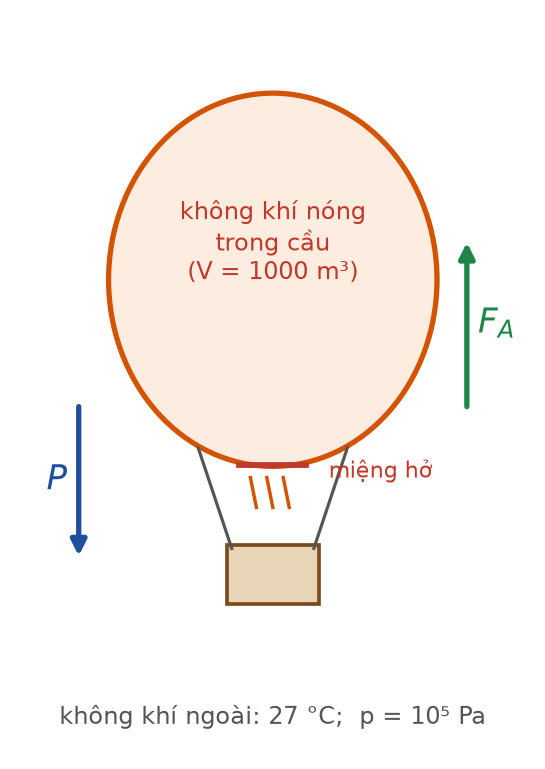 không khí nóng
trong cầu
(V = 1000 m³)
F_A
P
miệng hở
không khí ngoài: 27 °C;  p = 10⁵ Pa